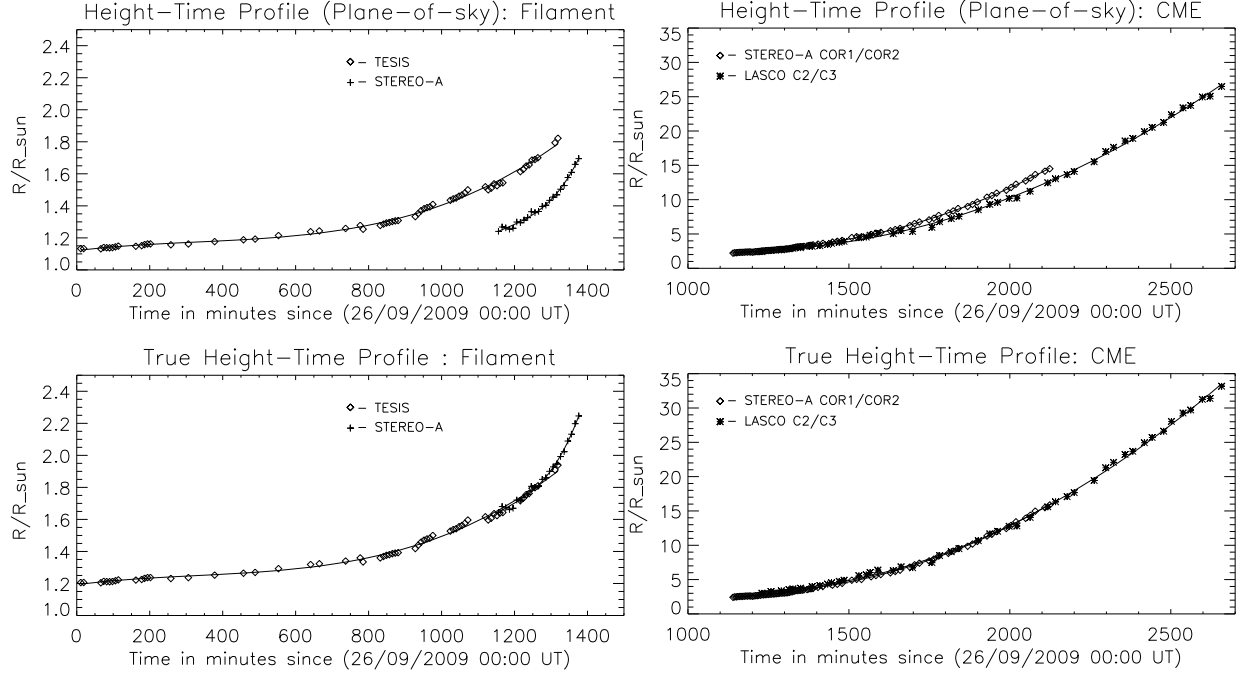 Height-Time Profile (Plane-of-sky): Filament
2.4
2.2
2.0
1.8
1.6
1.4
1.2
1.0
R/R_sun
◇ - TESIS
+ - STEREO-A
0 200 400 600 800 1000 1200 1400
Time in minutes since (26/09/2009 00:00 UT)
Height-Time Profile (Plane-of-sky): CME
35
30
25
20
15
10
5
0
R/R_sun
◇ - STEREO-A COR1/COR2
✱ - LASCO C2/C3
1000 1500 2000 2500
Time in minutes since (26/09/2009 00:00 UT)
True Height-Time Profile : Filament
2.4
2.2
2.0
1.8
1.6
1.4
1.2
1.0
R/R_sun
◇ - TESIS
+ - STEREO-A
0 200 400 600 800 1000 1200 1400
Time in minutes since (26/09/2009 00:00 UT)
True Height-Time Profile: CME
35
30
25
20
15
10
5
0
R/R_sun
◇ - STEREO-A COR1/COR2
✱ - LASCO C2/C3
1000 1500 2000 2500
Time in minutes since (26/09/2009 00:00 UT)